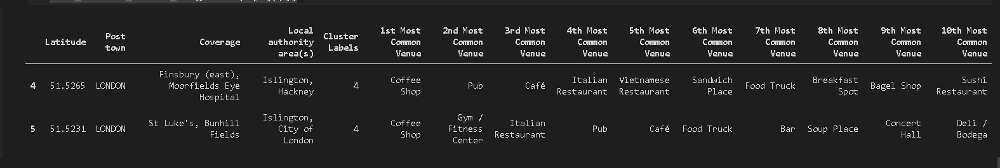 Latitude Post town Coverage Local authority area(s) Cluster Labels 1st Most Common Venue 2nd Most Common Venue 3rd Most Common Venue 4th Most Common Venue 5th Most Common Venue 6th Most Common Venue 7th Most Common Venue 8th Most Common Venue 9th Most Common Venue 10th Most Common Venue
4 51.5265 LONDON Finsbury (east), Moorfields Eye Hospital Islington, Hackney 4 Coffee Shop Pub Café Italian Restaurant Vietnamese Restaurant Sandwich Place Food Truck Breakfast Spot Bagel Shop Sushi Restaurant
5 51.5231 LONDON St Luke's, Bunhill Fields Islington, City of London 4 Coffee Shop Gym / Fitness Center Italian Restaurant Pub Café Food Truck Bar Soup Place Concert Hall Deli / Bodega